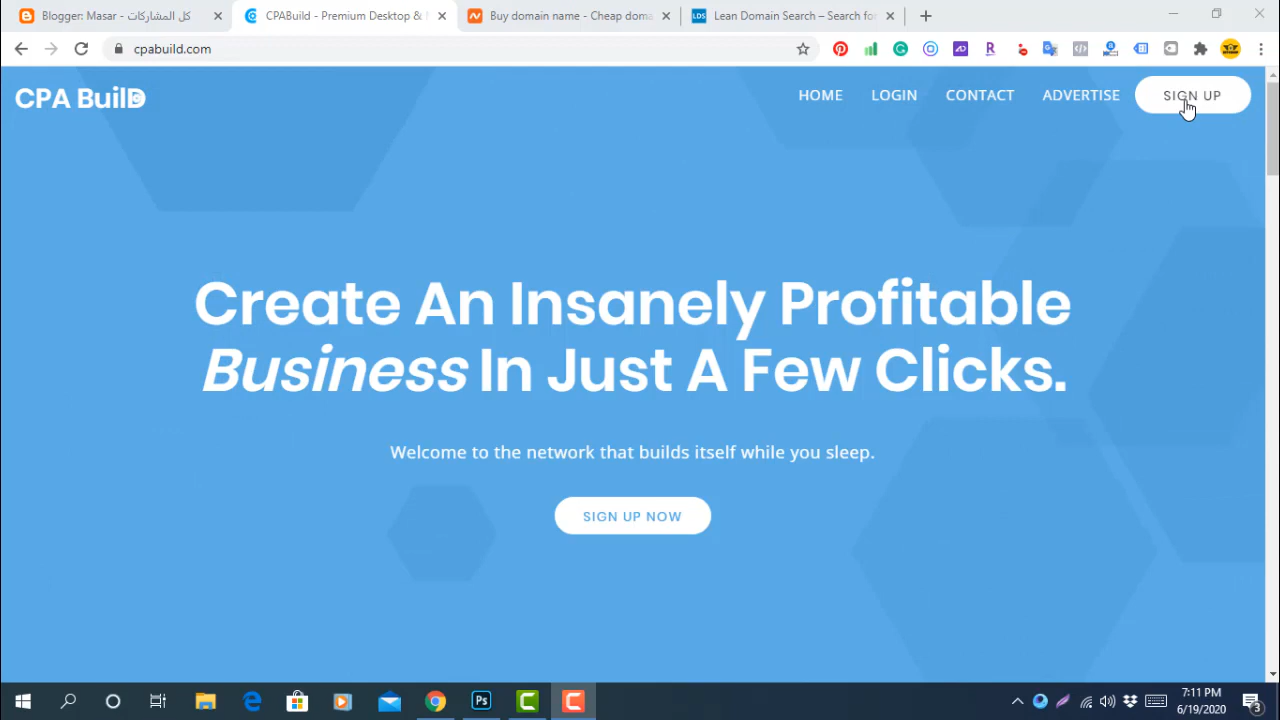 Blogger: Masar - كل المشاركات
CPABuild - Premium Desktop &
Buy domain name - Cheap doma
Lean Domain Search – Search for
cpabuild.com
CPA BuilD
HOME
LOGIN
CONTACT
ADVERTISE
SIGN UP
Create An Insanely Profitable
Business In Just A Few Clicks.
Welcome to the network that builds itself while you sleep.
SIGN UP NOW
7:11 PM
6/19/2020